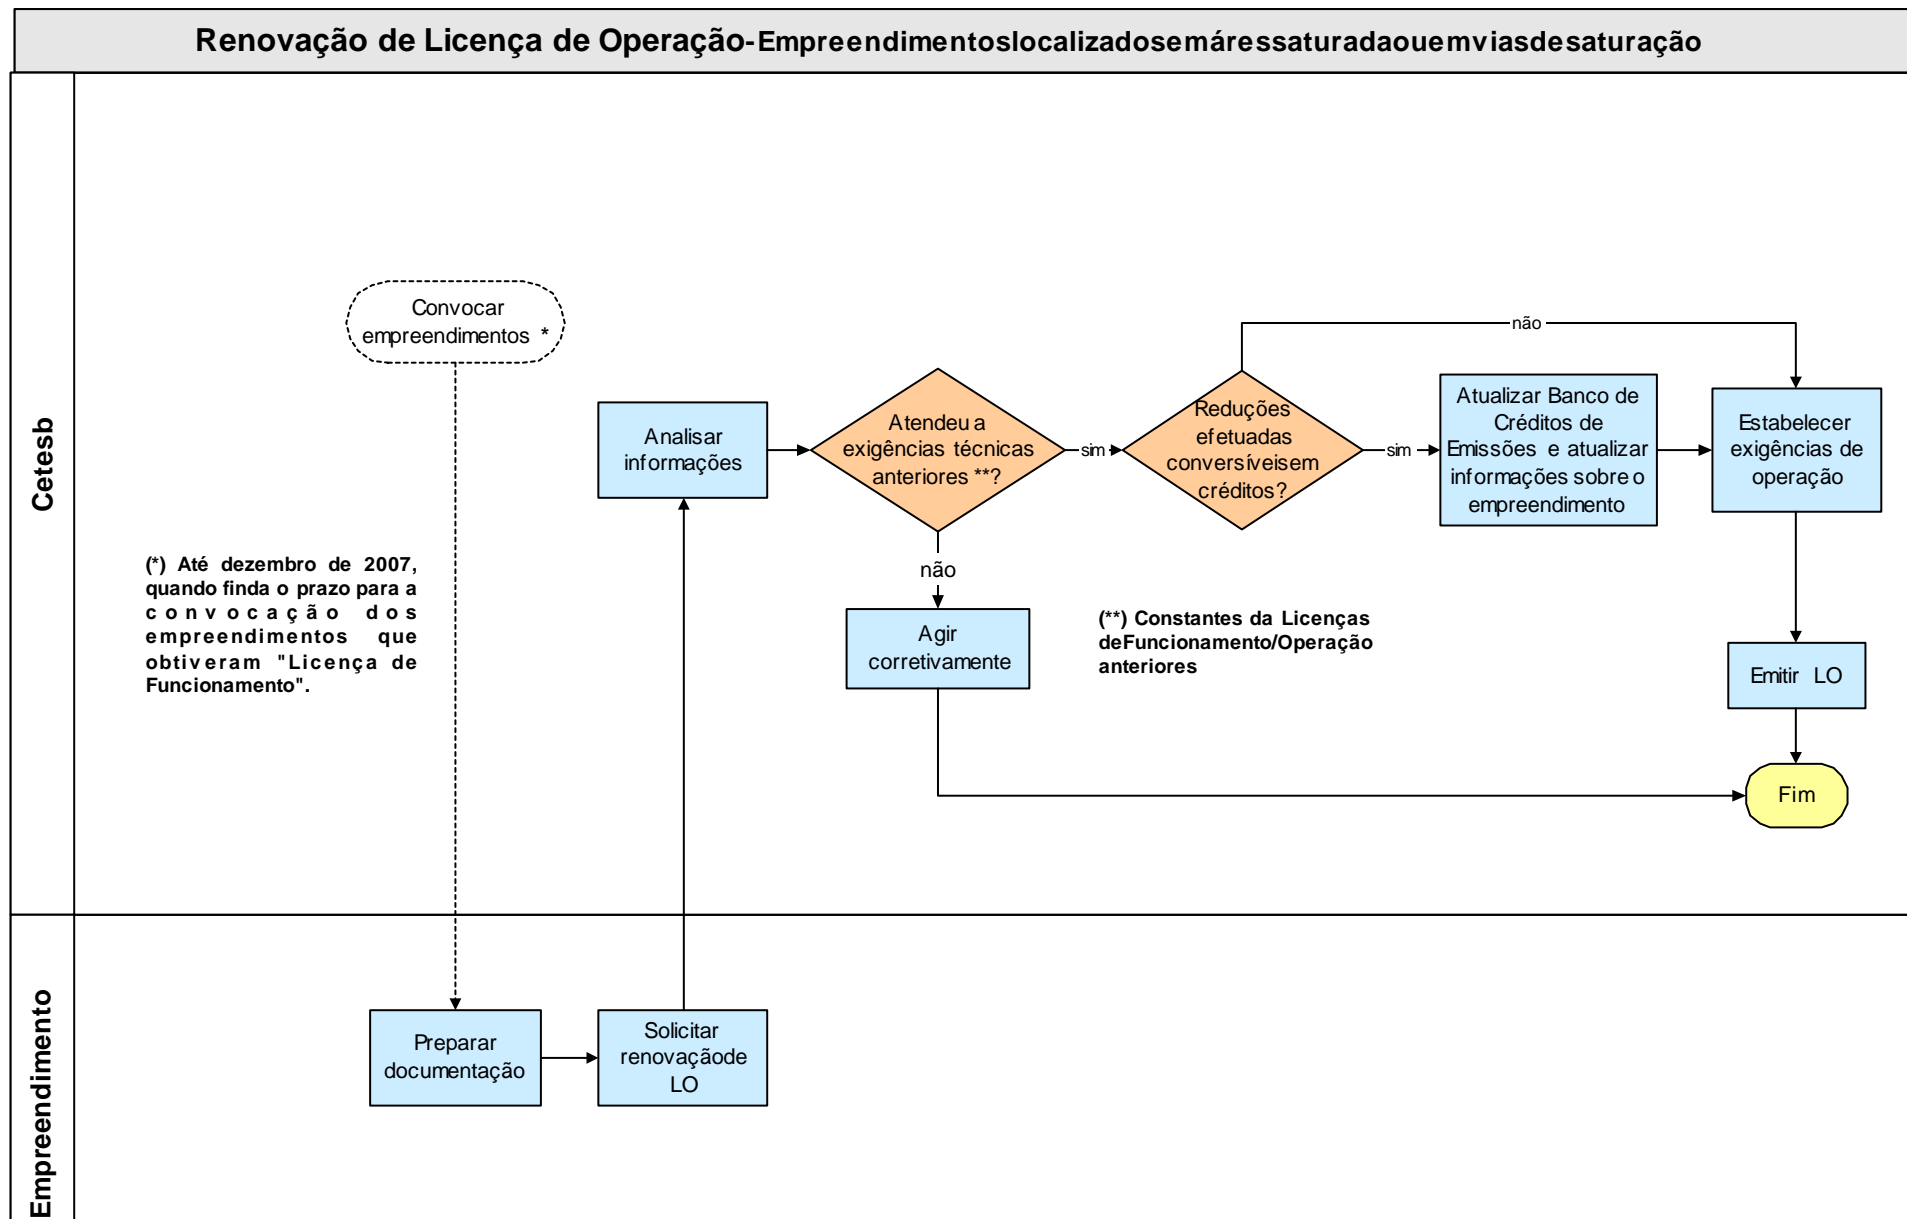 Renovação de Licença de Operação-Empreendimentoslocalizadosemáressaturadaouemviasdesaturação
Cetesb
Convocar
empreendimentos *
(*) Até dezembro de 2007,
quando finda o prazo para a
convocação dos
empreendimentos que
obtiveram "Licença de
Funcionamento".
Analisar
informações
Atendeu a
exigências técnicas
anteriores **?
sim
não
Agir
corretivamente
Reduções
efetuadas
conversíveisem
créditos?
não
sim
(**) Constantes da Licenças
deFuncionamento/Operação
anteriores
Atualizar Banco de
Créditos de
Emissões e atualizar
informações sobre o
empreendimento
Estabelecer
exigências de
operação
Emitir LO
Fim
Empreendimento
Preparar
documentação
Solicitar
renovaçãode
LO